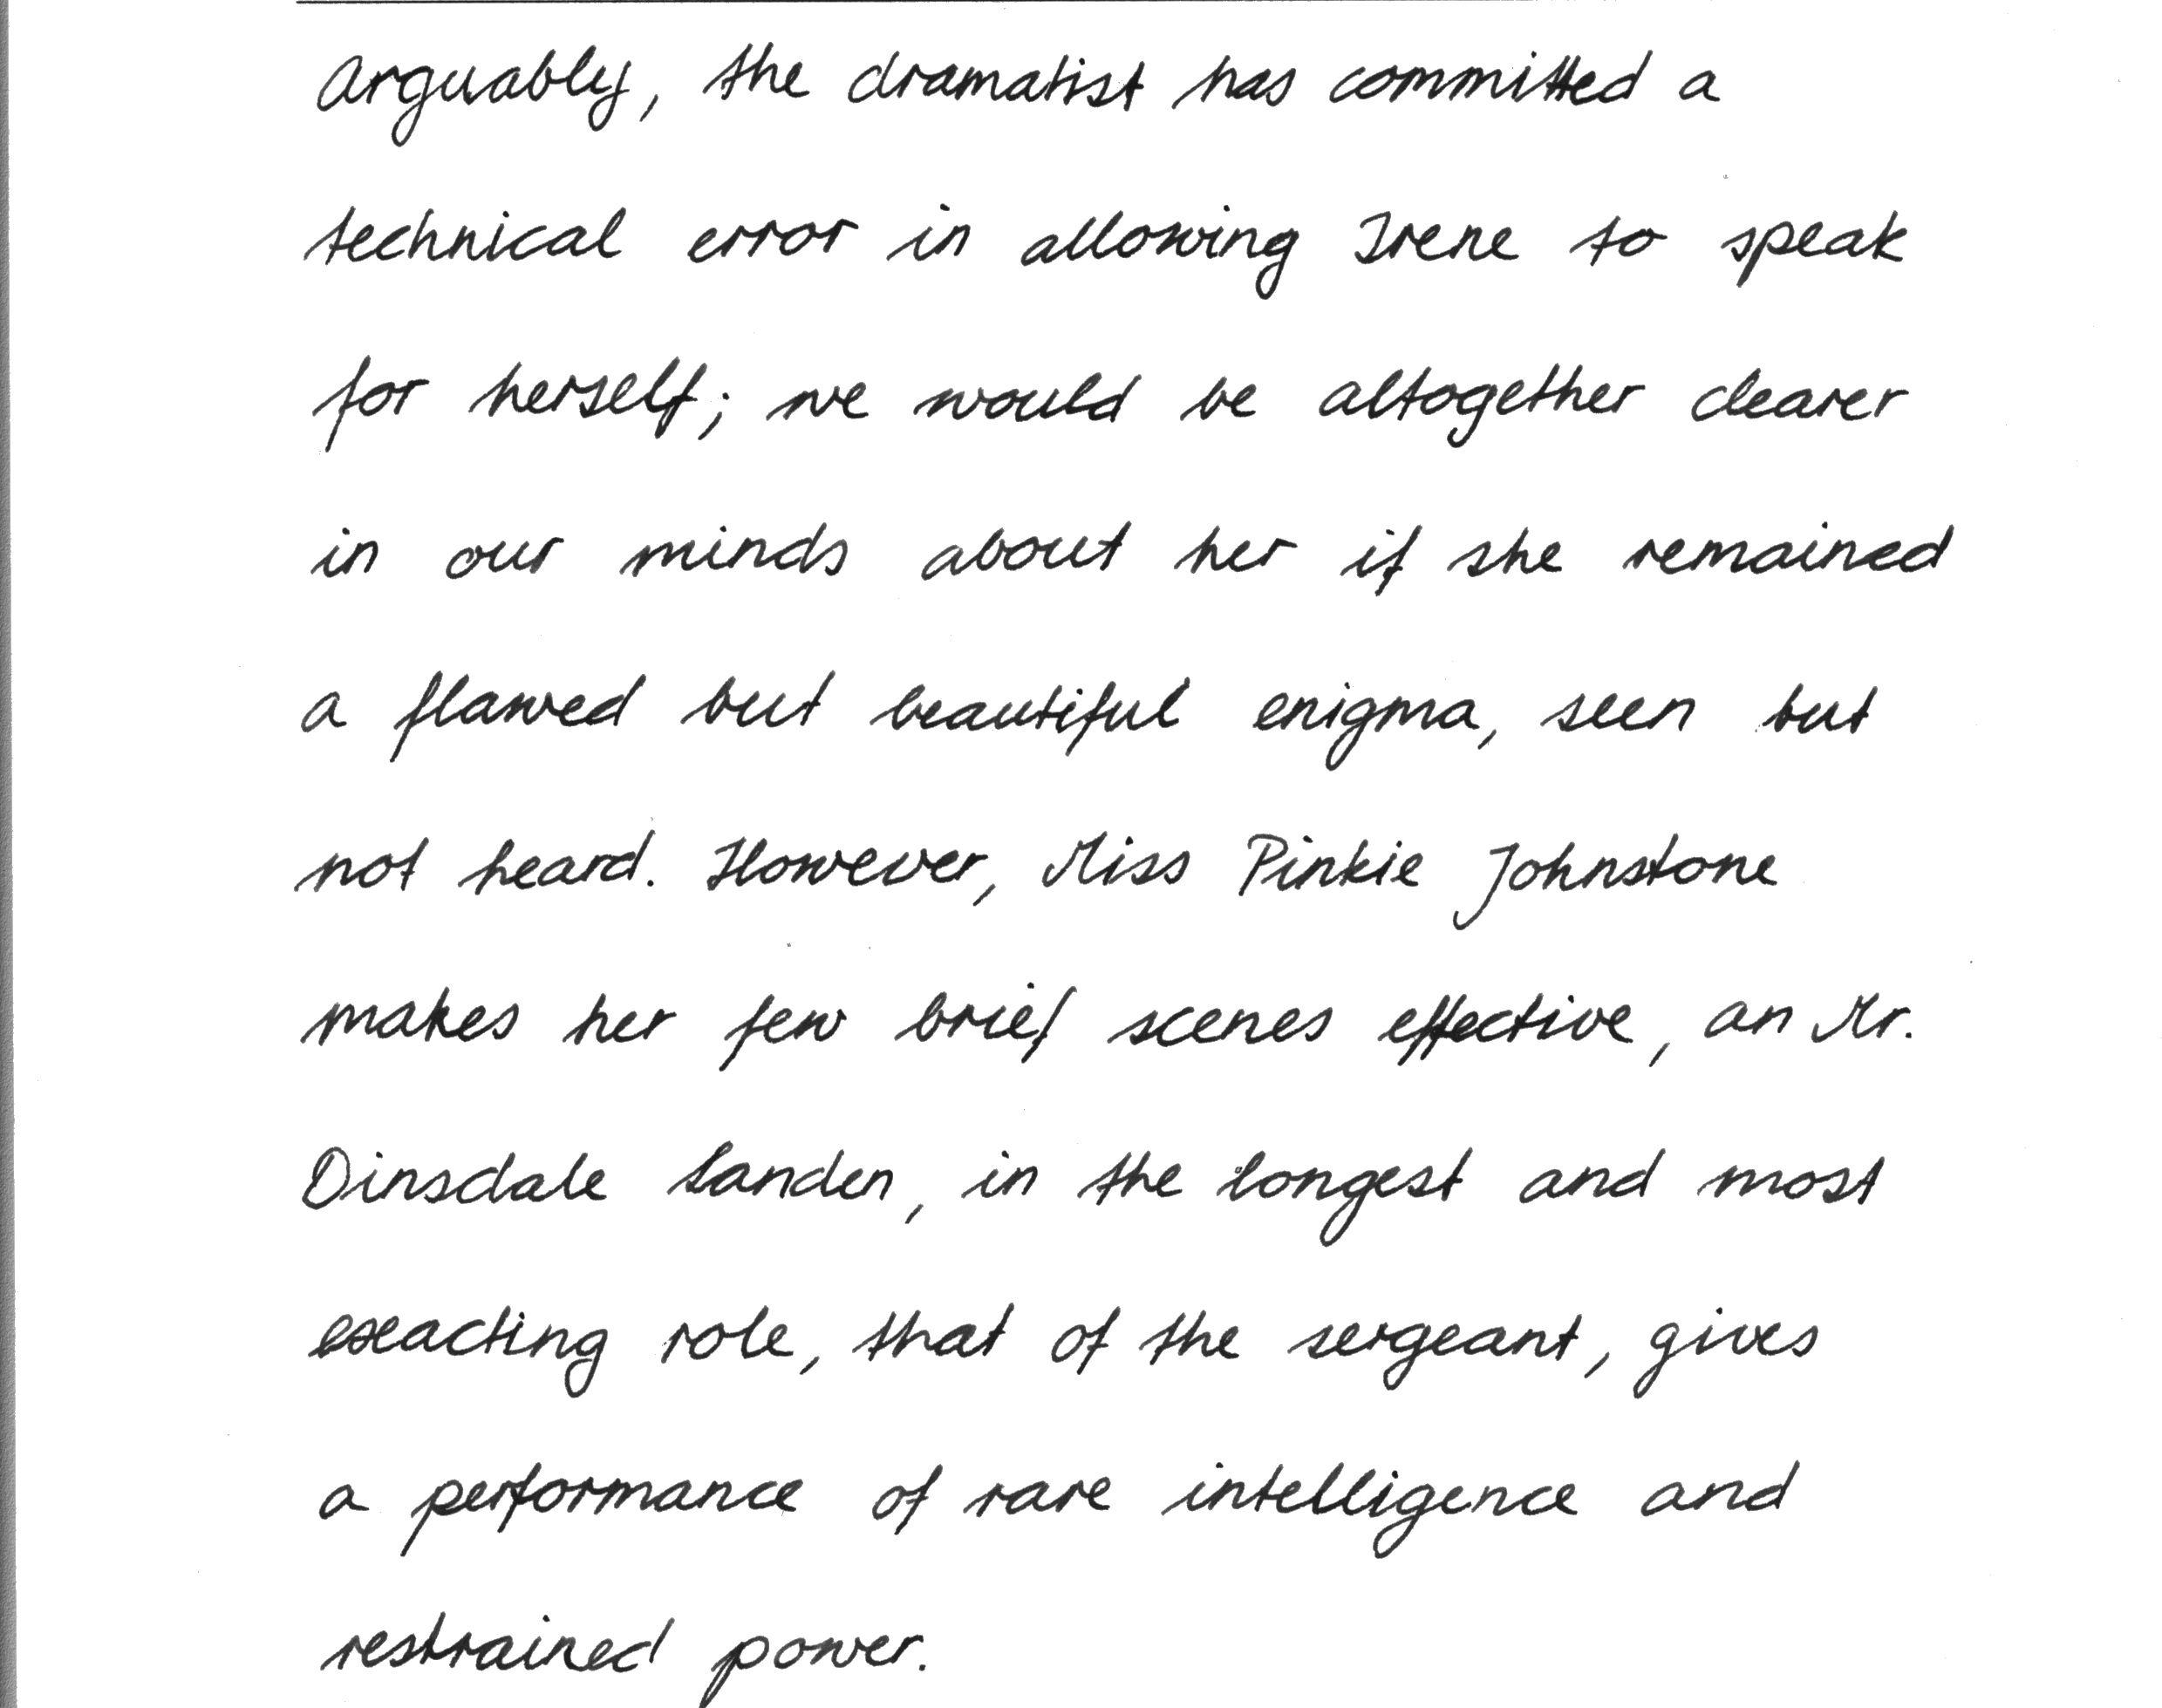 Arguably, the dramatist has committed a
technical error in allowing Irene to speak
for herself; we would be altogether clearer
in our minds about her if she remained
a flawed but beautiful enigma, seen but
not heard. However, Miss Pinkie Johnstone
makes her few brief scenes effective, an Mr.
Dinsdale Landen, in the longest and most
exacting role, that of the sergeant, gives
a performance of rare intelligence and
restrained power.